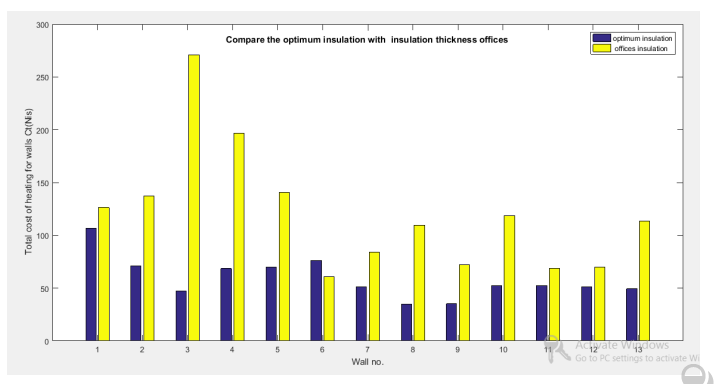 Compare the optimum insulation with insulation thickness offices
optimum insulation
offices insulation
Total cost of heating for walls Ct(Nis)
300
250
200
150
100
50
0
1 2 3 4 5 6 7 8 9 10 11 12 13
Wall no.
Activate Windows
Go to PC settings to activate Wi